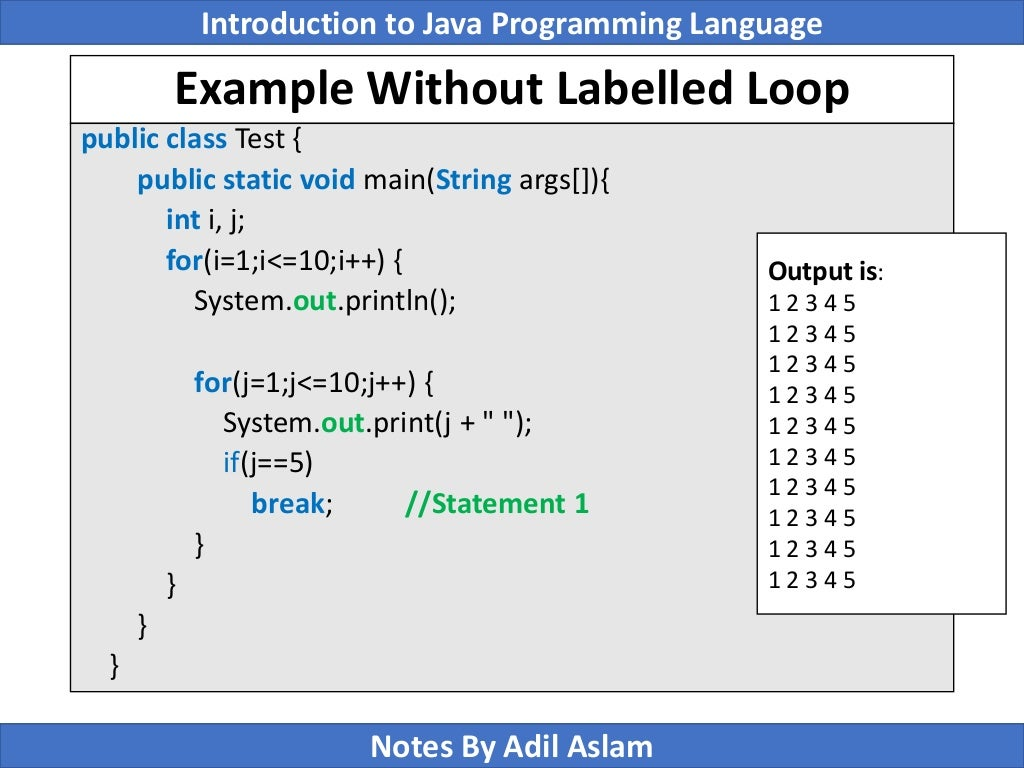 Introduction to Java Programming Language
Example Without Labelled Loop
public class Test {
public static void main(String args[]){
int i, j;
for(i=1;i<=10;i++) {
System.out.println();
for(j=1;j<=10;j++) {
System.out.print(j + " ");
if(j==5)
break; //Statement 1
}
}
}
}
Output is:
1 2 3 4 5
1 2 3 4 5
1 2 3 4 5
1 2 3 4 5
1 2 3 4 5
1 2 3 4 5
1 2 3 4 5
1 2 3 4 5
1 2 3 4 5
1 2 3 4 5
Notes By Adil Aslam